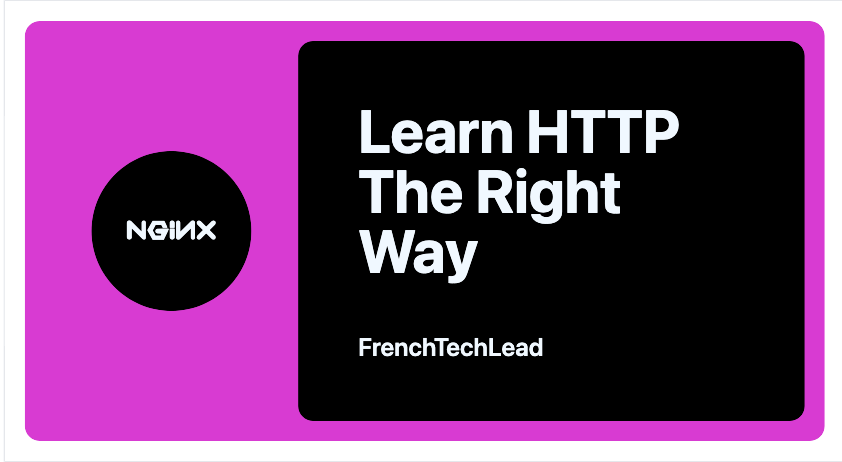 NGINX
Learn HTTP
The Right
Way
FrenchTechLead